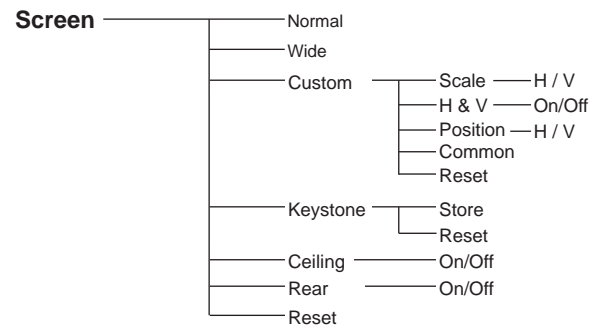 Screen Normal
Wide
Custom Scale H / V
H & V On/Off
Position H / V
Common
Reset
Keystone Store
Reset
Ceiling On/Off
Rear On/Off
Reset